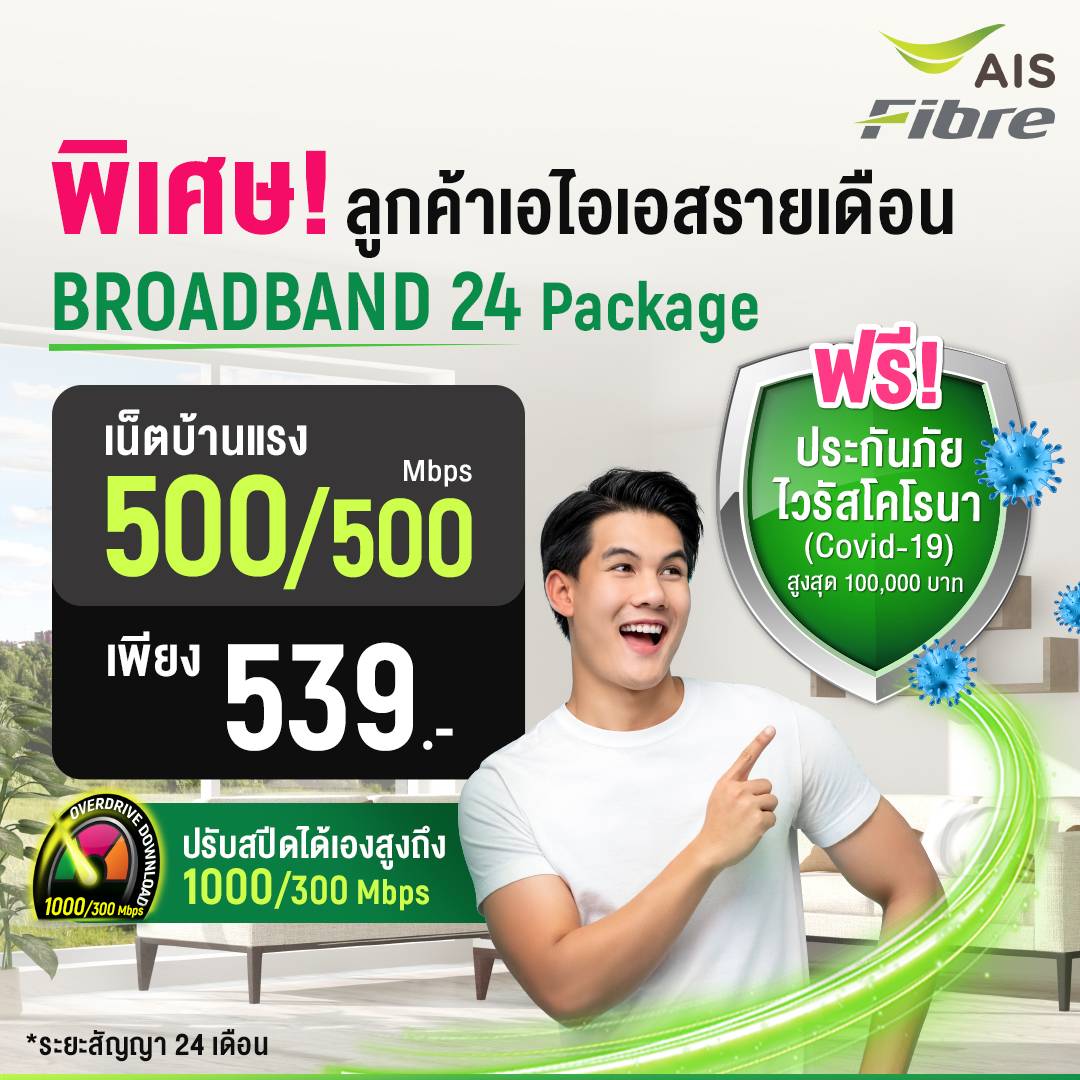 AIS
Fibre
พิเศษ! ลูกค้าเอไอเอสรายเดือน
BROADBAND 24 Package
เน็ตบ้านแรง
500/500 Mbps
เพียง 539.-
ฟรี!
ประกันภัย
ไวรัสโคโรนา
(Covid-19)
สูงสุด 100,000 บาท
OVERDRIVE DOWNLOAD
1000/300 Mbps
ปรับสปีดได้เองสูงถึง
1000/300 Mbps
*ระยะสัญญา 24 เดือน